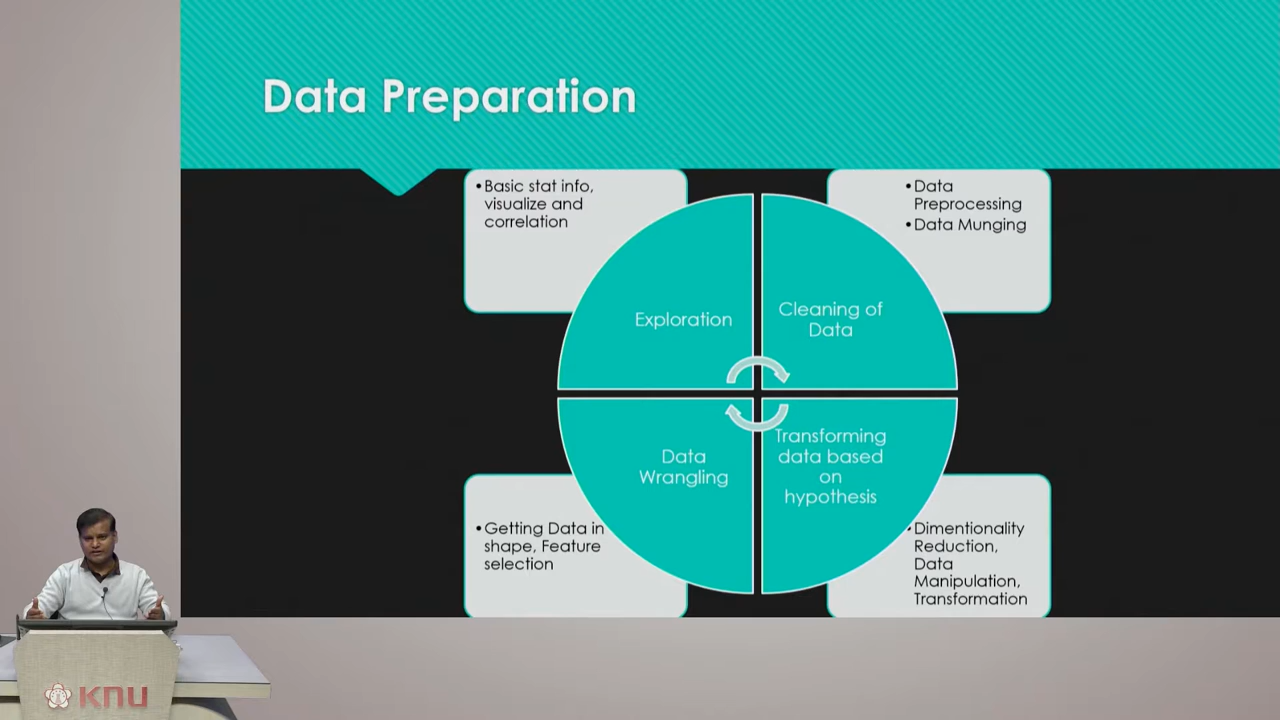 Data Preparation
•Basic stat info,
visualize and
correlation
•Data
Preprocessing
•Data Munging
Exploration
Cleaning of
Data
Data
Wrangling
Transforming
data based
on
hypothesis
•Getting Data in
shape, Feature
selection
•Dimentionality
Reduction,
Data
Manipulation,
Transformation
KNU